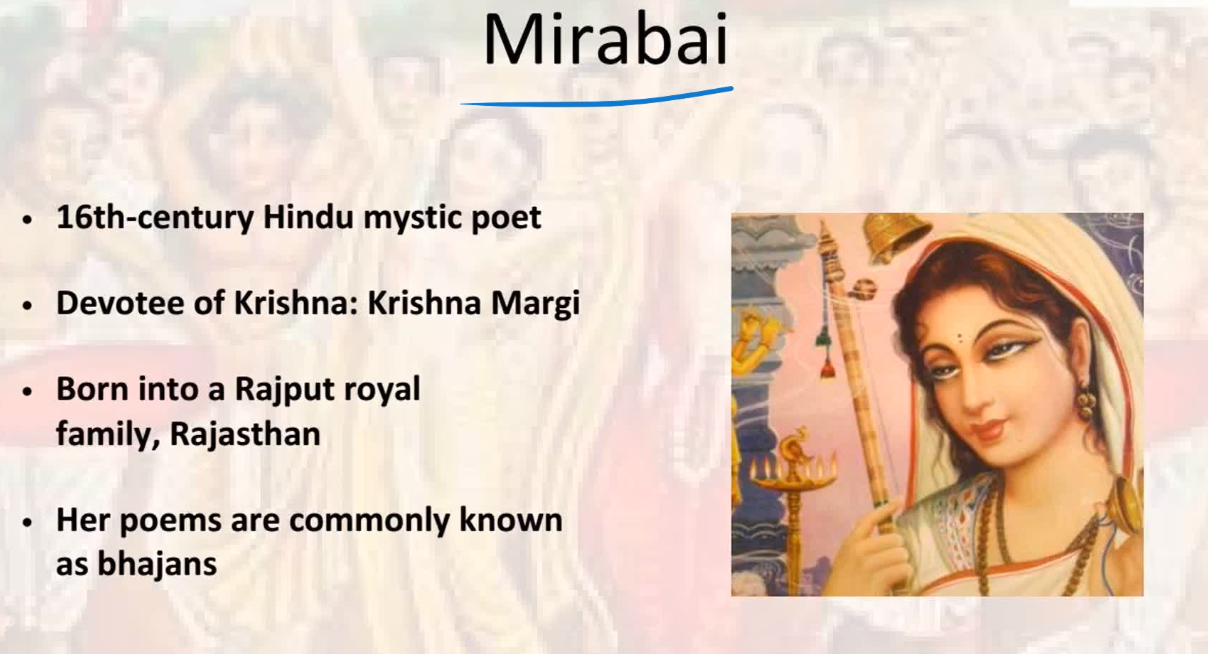 Mirabai
• 16th-century Hindu mystic poet
• Devotee of Krishna: Krishna Margi
• Born into a Rajput royal
family, Rajasthan
• Her poems are commonly known
as bhajans